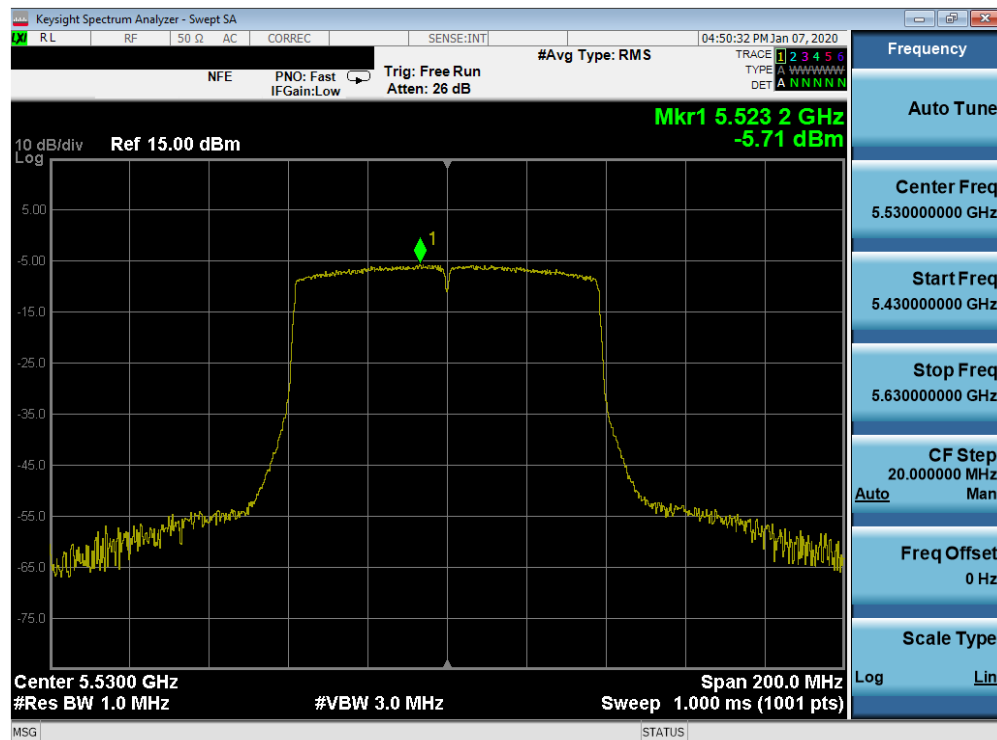 Keysight Spectrum Analyzer - Swept SA
LXI RL RF 50 Ω AC CORREC SENSE:INT 04:50:32 PM Jan 07, 2020
#Avg Type: RMS TRACE 1 2 3 4 5 6
NFE PNO: Fast Trig: Free Run TYPE A WWWWW
IFGain:Low Atten: 26 dB DET A N N N N N
Mkr1 5.523 2 GHz
-5.71 dBm
10 dB/div Ref 15.00 dBm
Log
1
5.00
-5.00
-15.0
-25.0
-35.0
-45.0
-55.0
-65.0
-75.0
Center 5.5300 GHz Span 200.0 MHz
#Res BW 1.0 MHz #VBW 3.0 MHz Sweep 1.000 ms (1001 pts)
MSG STATUS
Frequency
Auto Tune
Center Freq
5.530000000 GHz
Start Freq
5.430000000 GHz
Stop Freq
5.630000000 GHz
CF Step
20.000000 MHz
Auto Man
Freq Offset
0 Hz
Scale Type
Log Lin